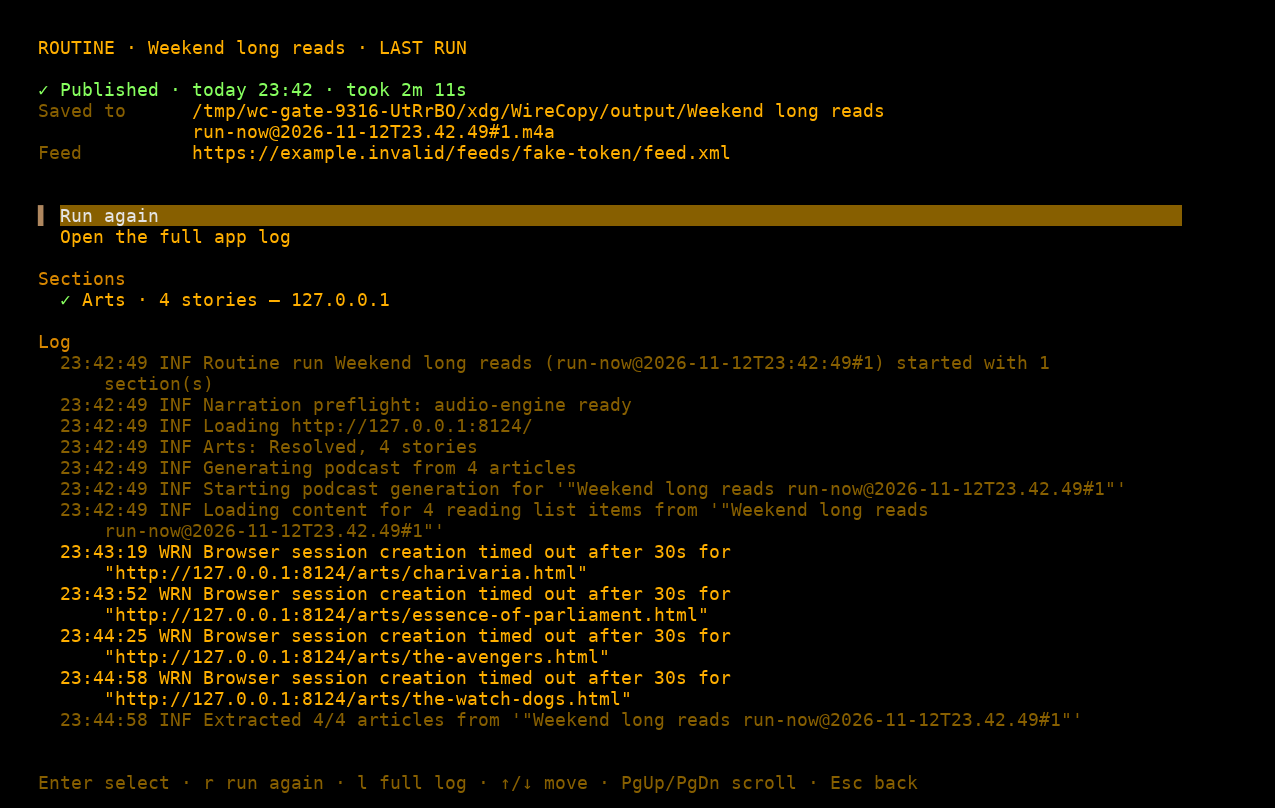 ROUTINE · Weekend long reads · LAST RUN
✓ Published · today 23:42 · took 2m 11s
Saved to /tmp/wc-gate-9316-UtRrBO/xdg/WireCopy/output/Weekend long reads
run-now@2026-11-12T23.42.49#1.m4a
Feed https://example.invalid/feeds/fake-token/feed.xml
Run again
Open the full app log
Sections
✓ Arts · 4 stories — 127.0.0.1
Log
23:42:49 INF Routine run Weekend long reads (run-now@2026-11-12T23:42:49#1) started with 1
section(s)
23:42:49 INF Narration preflight: audio-engine ready
23:42:49 INF Loading http://127.0.0.1:8124/
23:42:49 INF Arts: Resolved, 4 stories
23:42:49 INF Generating podcast from 4 articles
23:42:49 INF Starting podcast generation for '"Weekend long reads run-now@2026-11-12T23.42.49#1"'
23:42:49 INF Loading content for 4 reading list items from '"Weekend long reads
run-now@2026-11-12T23.42.49#1"'
23:43:19 WRN Browser session creation timed out after 30s for
"http://127.0.0.1:8124/arts/charivaria.html"
23:43:52 WRN Browser session creation timed out after 30s for
"http://127.0.0.1:8124/arts/essence-of-parliament.html"
23:44:25 WRN Browser session creation timed out after 30s for
"http://127.0.0.1:8124/arts/the-avengers.html"
23:44:58 WRN Browser session creation timed out after 30s for
"http://127.0.0.1:8124/arts/the-watch-dogs.html"
23:44:58 INF Extracted 4/4 articles from '"Weekend long reads run-now@2026-11-12T23.42.49#1"'
Enter select · r run again · l full log · ↑/↓ move · PgUp/PgDn scroll · Esc back